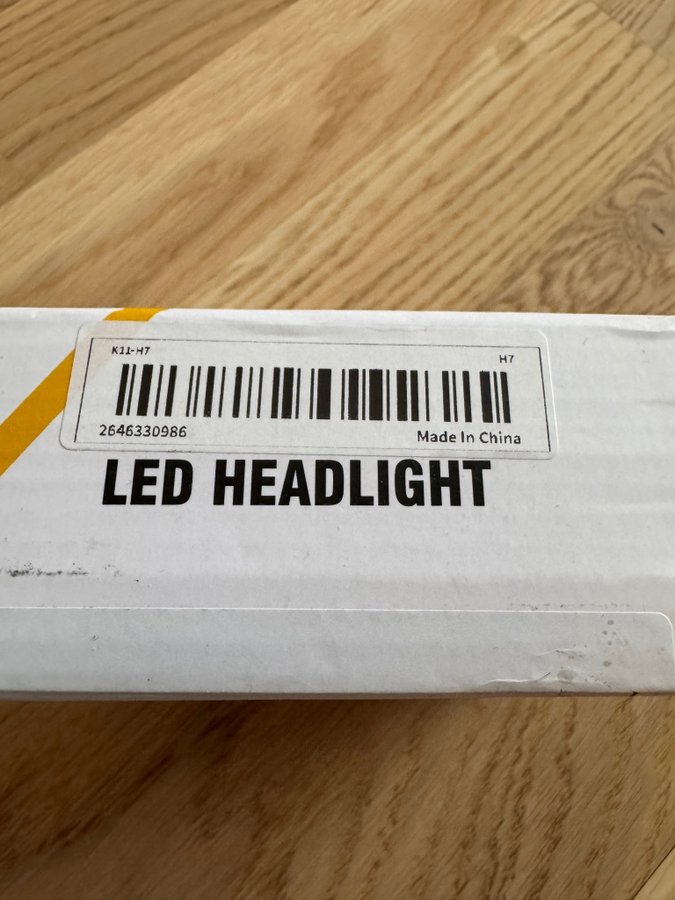 K11-H7
H7
2646330986
Made In China
LED HEADLIGHT